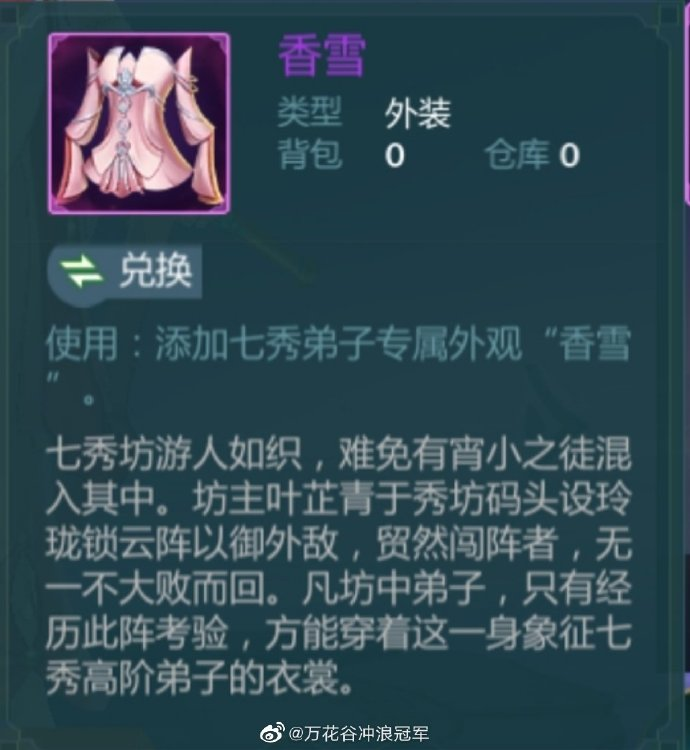 香雪
类型 外装
背包 0 仓库 0
兑换
使用：添加七秀弟子专属外观“香雪
”。
七秀坊游人如织，难免有宵小之徒混
入其中。坊主叶芷青于秀坊码头设玲
珑锁云阵以御外敌，贸然闯阵者，无
一不大败而回。凡坊中弟子，只有经
历此阵考验，方能穿着这一身象征七
秀高阶弟子的衣裳。
@万花谷冲浪冠军